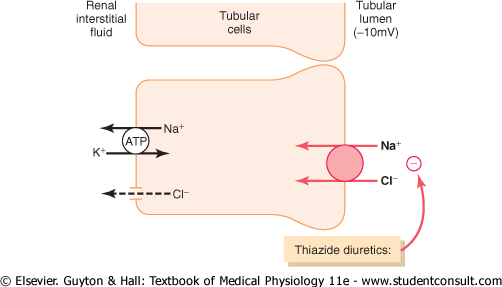 Renal
interstitial
fluid
Tubular
cells
Tubular
lumen
(–10mV)
Na⁺
ATP
K⁺
Cl⁻
Na⁺
–
Cl⁻
Thiazide diuretics:
© Elsevier. Guyton & Hall: Textbook of Medical Physiology 11e - www.studentconsult.com